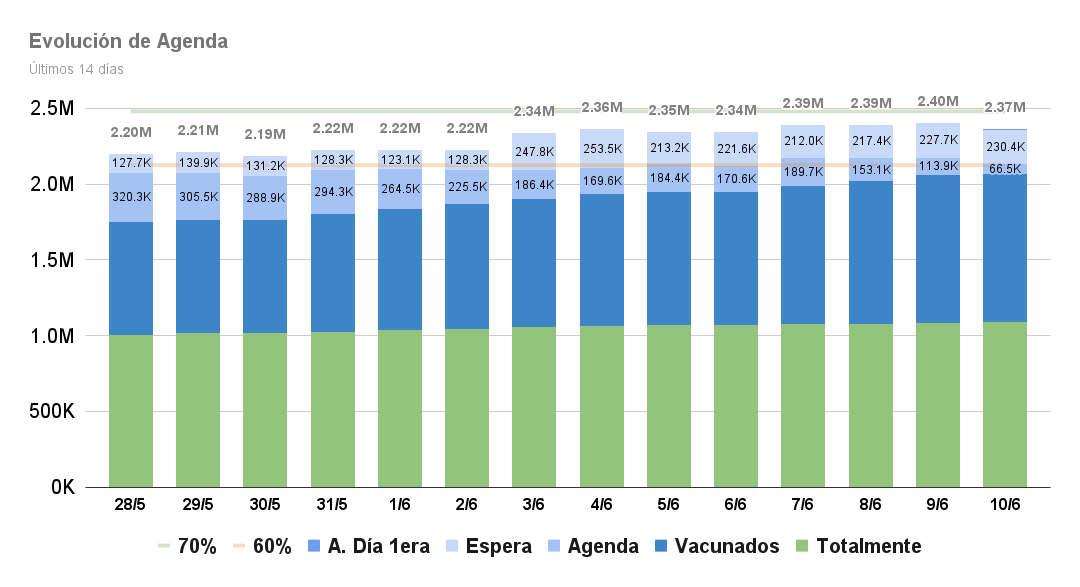 Evolución de Agenda
Últimos 14 días
2.5M
2.0M
1.5M
1.0M
500K
0K
2.20M 2.21M 2.19M 2.22M 2.22M 2.22M 2.34M 2.36M 2.35M 2.34M 2.39M 2.39M 2.40M 2.37M
127.7K 139.9K 131.2K 128.3K 123.1K 128.3K 247.8K 253.5K 213.2K 221.6K 212.0K 217.4K 227.7K 230.4K
320.3K 305.5K 288.9K 294.3K 264.5K 225.5K 186.4K 169.6K 184.4K 170.6K 189.7K 153.1K 113.9K 66.5K
28/5 29/5 30/5 31/5 1/6 2/6 3/6 4/6 5/6 6/6 7/6 8/6 9/6 10/6
70% 60% A. Día 1era Espera Agenda Vacunados Totalmente